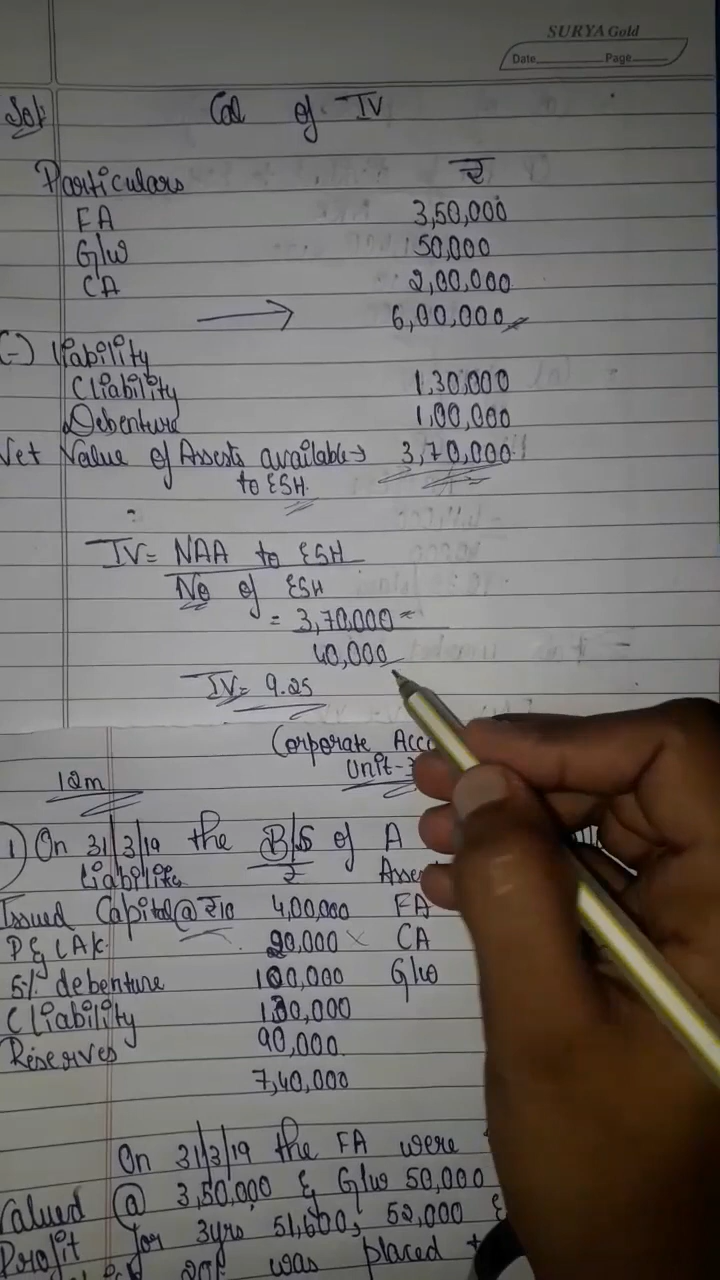 SURYA Gold
Date Page
Sol: Cal of IV
Particulars ₹
FA 3,50,000
G/w 50,000
CA 2,00,000
6,00,000
(-) Liability
Cliability 1,30,000
Debenture 1,00,000
Net Value of Assests available→ 3,70,000
to ESH.
IV= NAA to ESH
No of ESH
= 3,70,000
40,000
IV= 9.25
Corporate Acc
12m Unit-
1) On 31/3/19 the B/S of A
Liability ₹ Asse
Issued Capital @ ₹10 4,00,000 FA
P & L A/c 20,000 CA
5% debenture 100,000 G/w
Cliability 130,000
Reserves 90,000
7,40,000
On 31/3/19 the FA were
Valued @ 3,50,000 & G/w 50,000
Profit for 3yrs 51,600, 52,000 &
20% was placed